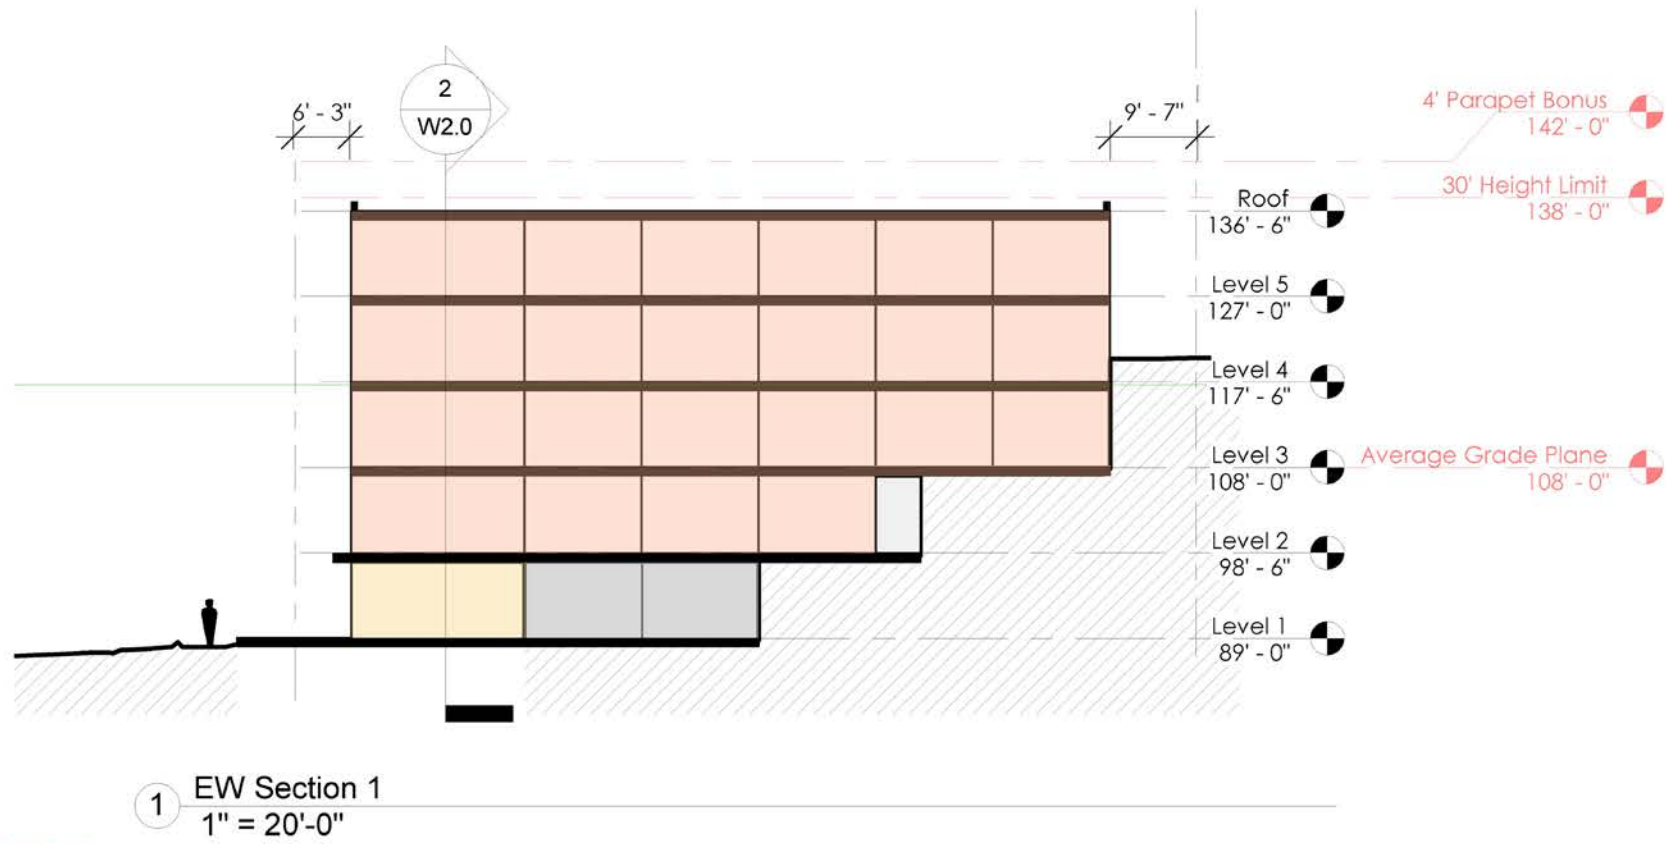 2
W2.0
6' - 3"
9' - 7"
4' Parapet Bonus
142' - 0"
30' Height Limit
138' - 0"
Roof
136' - 6"
Level 5
127' - 0"
Level 4
117' - 6"
Level 3
108' - 0"
Average Grade Plane
108' - 0"
Level 2
98' - 6"
Level 1
89' - 0"
1
EW Section 1
1" = 20'-0"